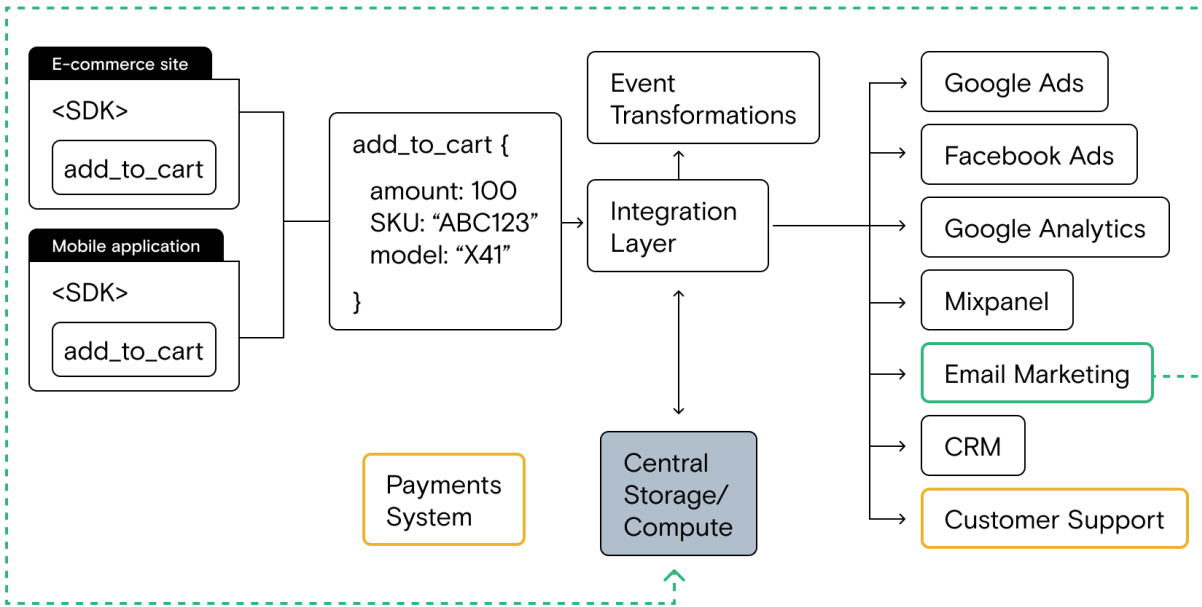 E-commerce site
<SDK>
add_to_cart
Mobile application
<SDK>
add_to_cart
add_to_cart {
amount: 100
SKU: “ABC123”
model: “X41”
}
Event
Transformations
Integration
Layer
Central
Storage/
Compute
Payments
System
Google Ads
Facebook Ads
Google Analytics
Mixpanel
Email Marketing
CRM
Customer Support